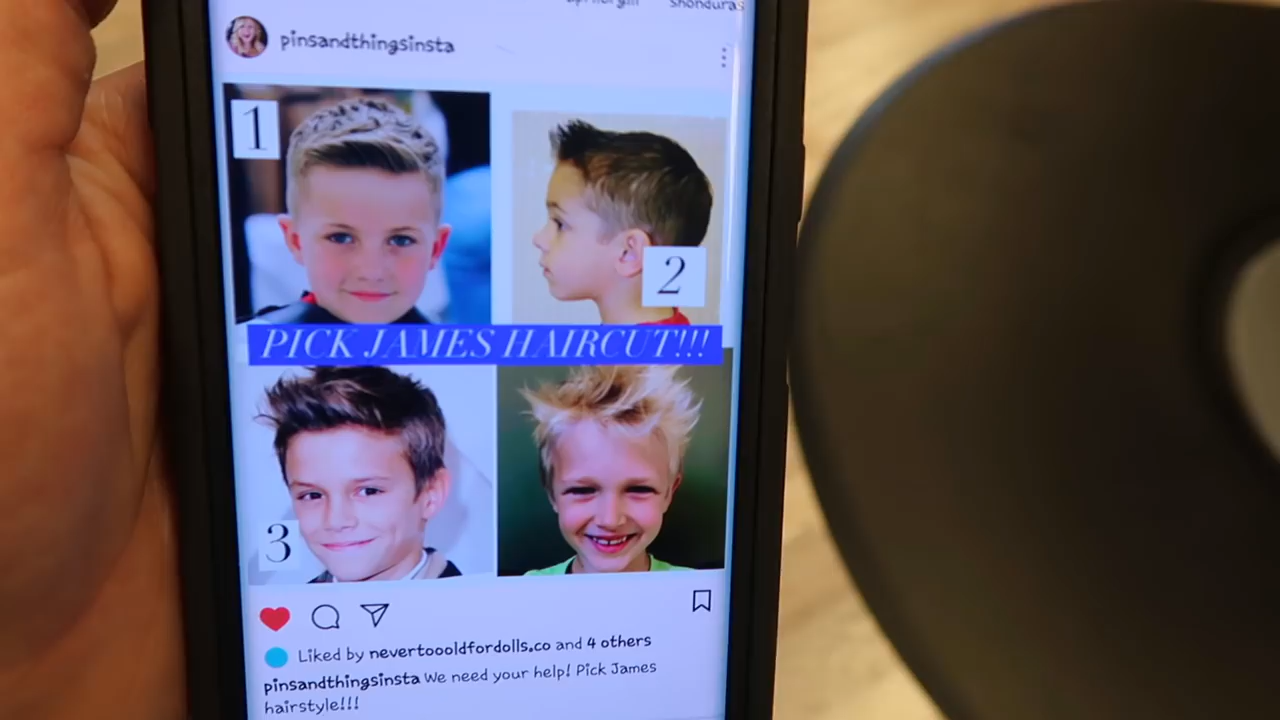 shonduras
pinsandthingsinsta
1
2
PICK JAMES HAIRCUT!!!
3
Liked by nevertoooldfordolls.co and 4 others
pinsandthingsinsta We need your help! Pick James
hairstyle!!!